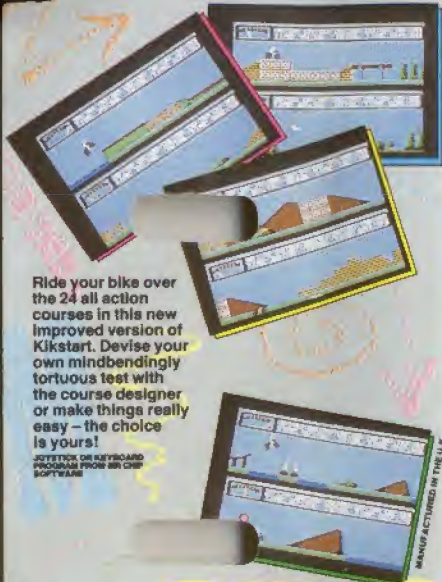 Ride your bike over
the 24 all action
courses in this new
improved version of
Kikstart. Devise your
own mindbendingly
tortuous test with
the course designer
or make things really
easy – the choice
is yours!
JOYSTICK OR KEYBOARD
PROGRAM FROM MR CHIP
SOFTWARE
MANUFACTURED IN THE U.K.